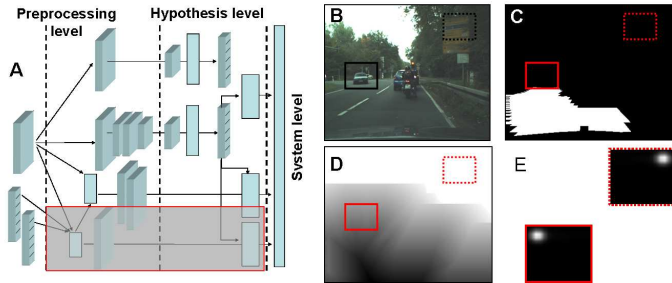 Preprocessing level
Hypothesis level
A
System level
B
C
D
E